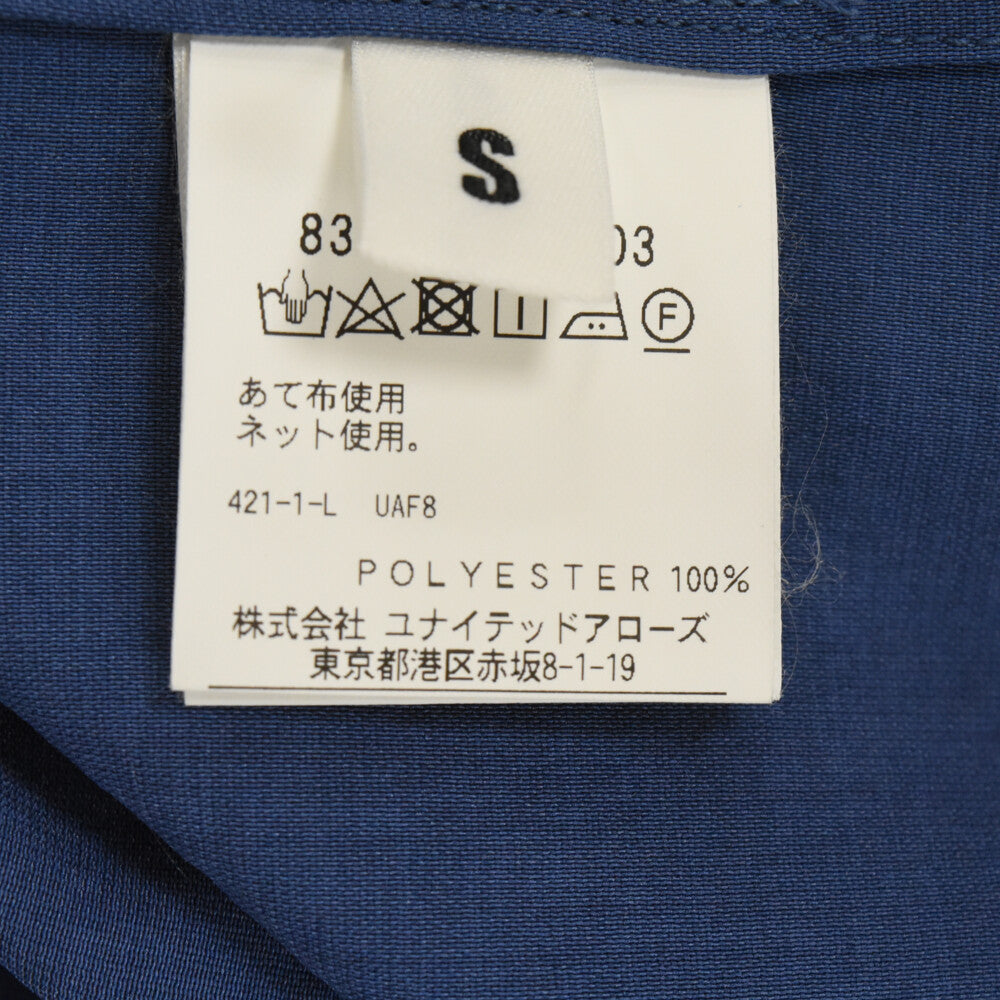 S
83 03
F
あて布使用
ネット使用。
421-1-L UAF8
POLYESTER 100%
株式会社 ユナイテッドアローズ
東京都港区赤坂8-1-19